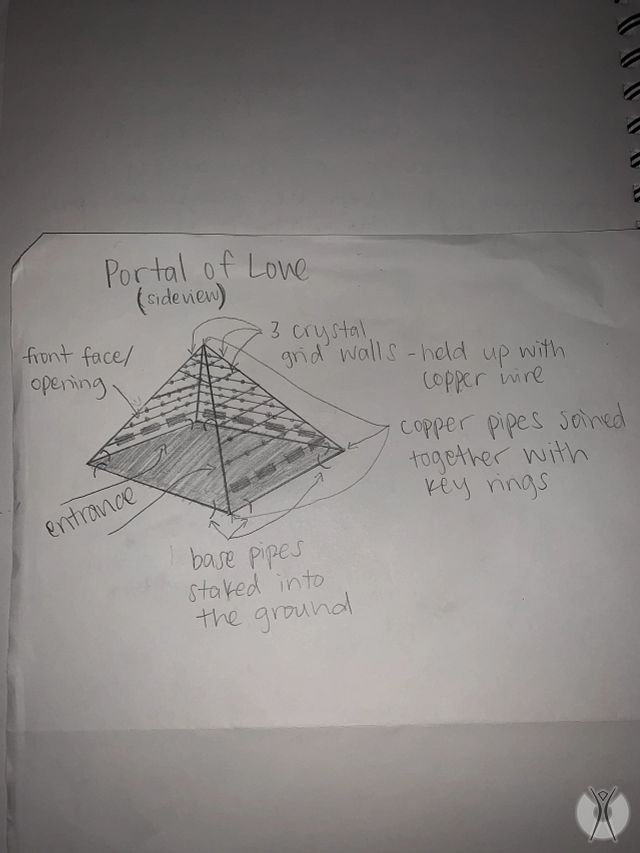 Portal of Love
(sideview)
front face/
opening
3 crystal
grid walls - held up with
copper wire
copper pipes joined
together with
key rings
entrance
base pipes
staked into
the ground